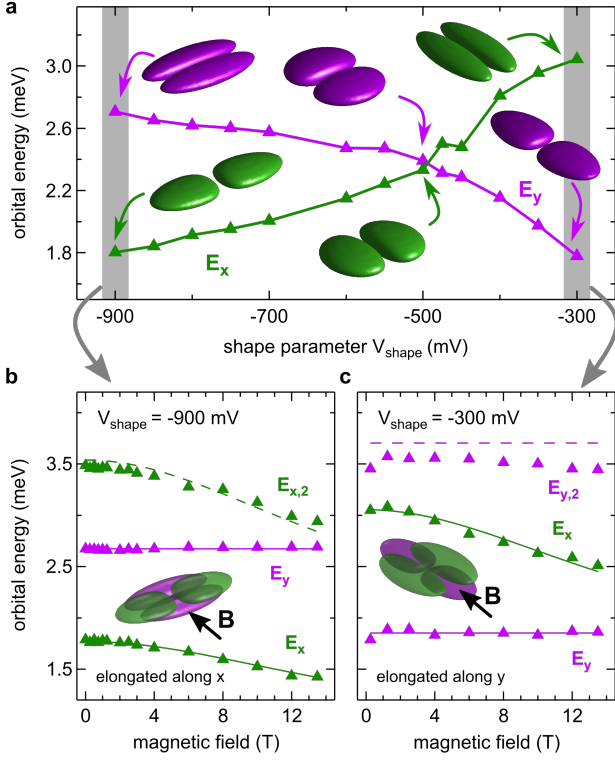 a
orbital energy (meV)
3.0
2.6
2.2
1.8
E_x
E_y
-900
-700
-500
-300
shape parameter V_shape (mV)
b
c
V_shape = -900 mV
V_shape = -300 mV
orbital energy (meV)
3.5
2.5
1.5
E_x,2
E_y
B
E_x
elongated along x
E_y,2
E_x
B
E_y
elongated along y
0
4
8
12
0
4
8
12
magnetic field (T)
magnetic field (T)